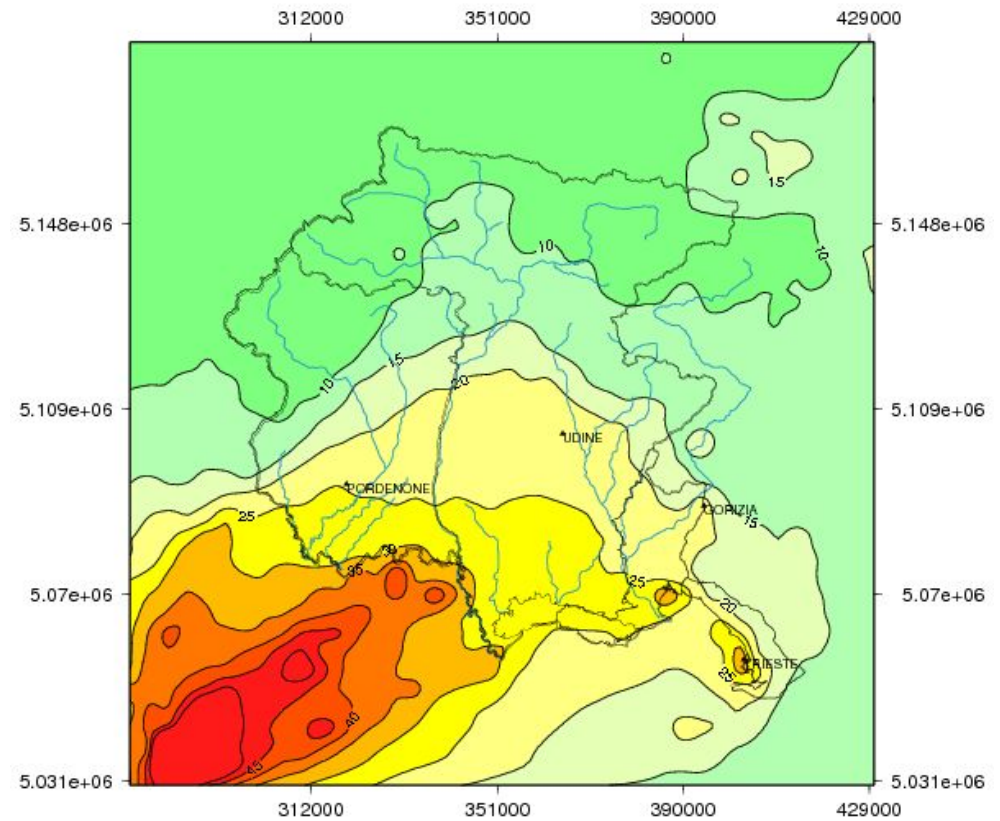 312000 351000 390000 429000
15
5.148e+06 10 10 5.148e+06
15
20
10
5.109e+06 5.109e+06
UDINE
PORDENONE
25 GORIZIA 15
30
35 25
5.07e+06 5.07e+06
20
TRIESTE
25
40
45
5.031e+06 5.031e+06
312000 351000 390000 429000